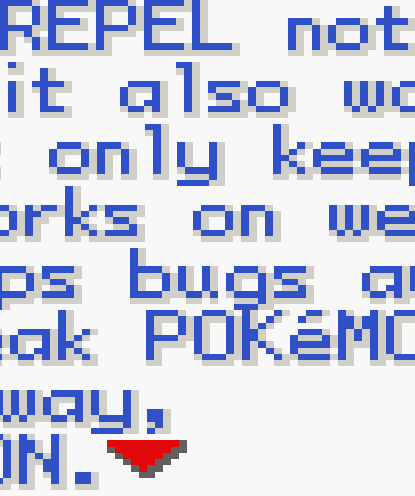 REPEL not
it also wo
only keep
orks on we
ps bugs a
eak POKéMO
way,
ON.